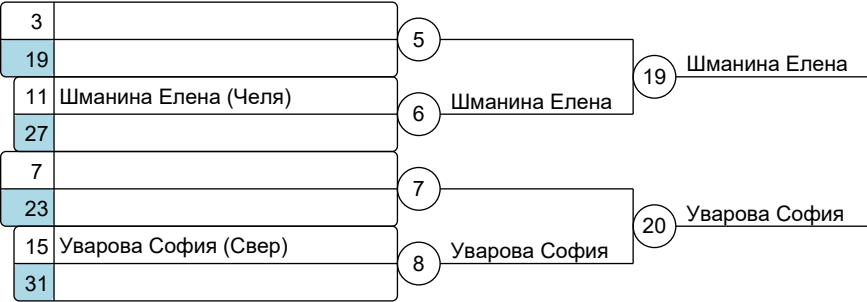 3
5
19
19 Шманина Елена
11 Шманина Елена (Челя)
6 Шманина Елена
27
7
7
23
20 Уварова София
15 Уварова София (Свер)
8 Уварова София
31